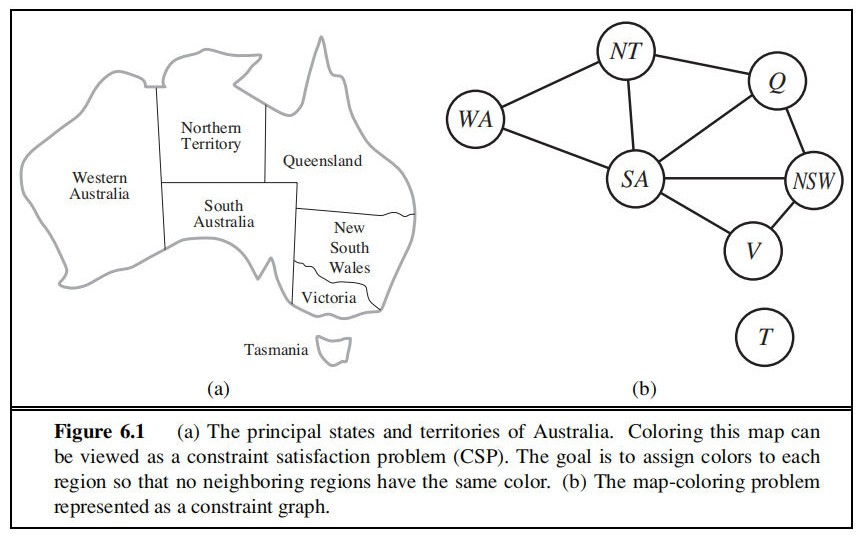 Western
Australia
Northern
Territory
South
Australia
Queensland
New
South
Wales
Victoria
Tasmania
(a)
NT
Q
WA
SA
NSW
V
T
(b)
Figure 6.1 (a) The principal states and territories of Australia. Coloring this map can
be viewed as a constraint satisfaction problem (CSP). The goal is to assign colors to each
region so that no neighboring regions have the same color. (b) The map-coloring problem
represented as a constraint graph.